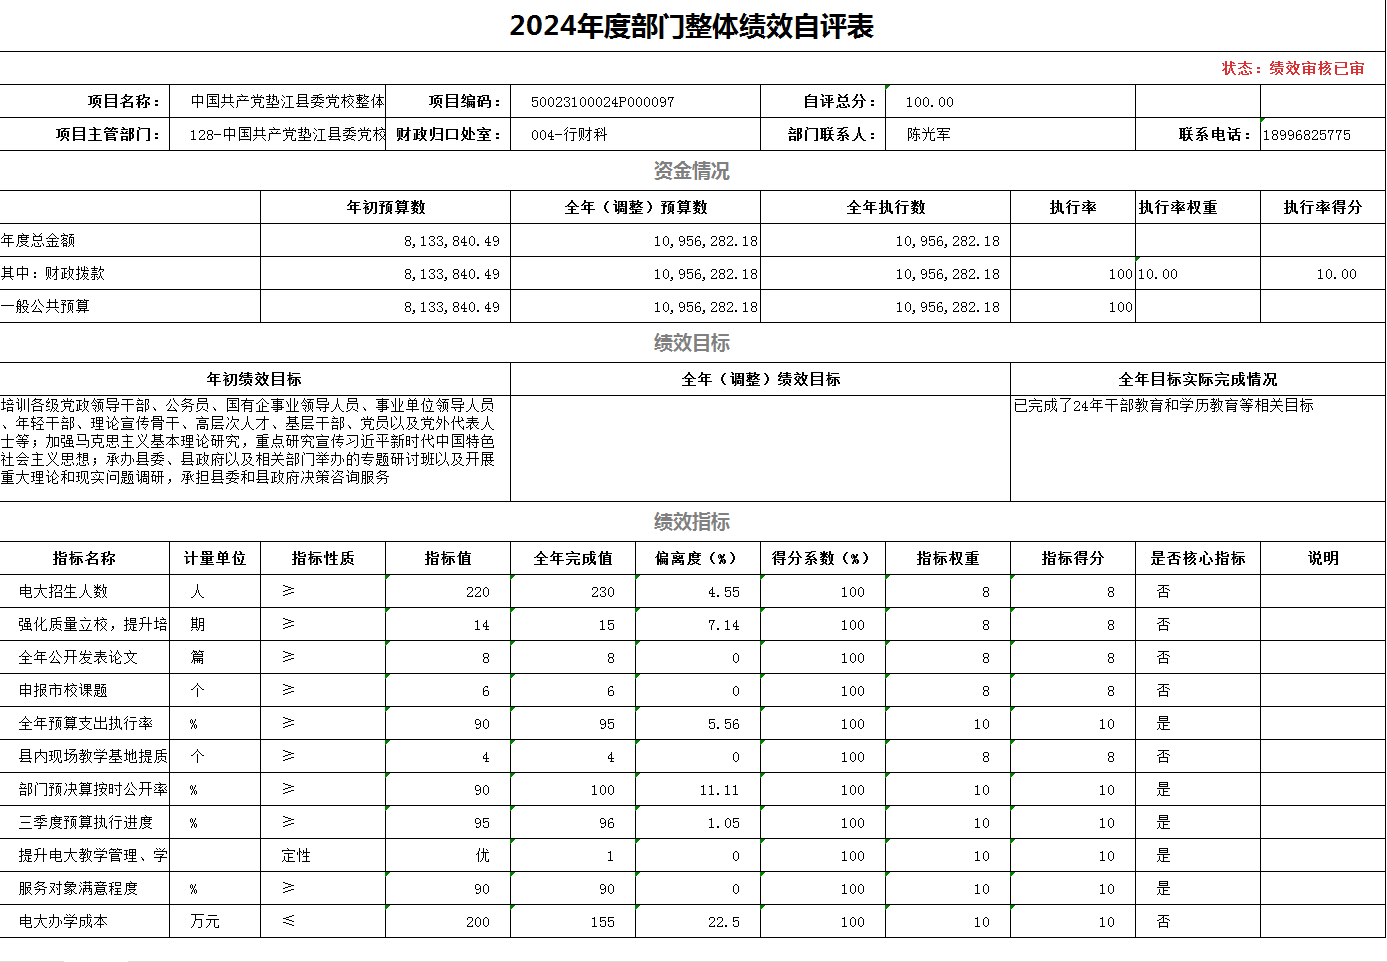 2024年度部门整体绩效自评表
状态：绩效审核已审
项目名称： 中国共产党垫江县委党校整体 项目编码： 50023100024P000097 自评总分： 100.00
项目主管部门： 128-中国共产党垫江县委党校 财政归口处室： 004-行财科 部门联系人： 陈光军 联系电话： 18996825775
资金情况
年初预算数 全年（调整）预算数 全年执行数 执行率 执行率权重 执行率得分
年度总金额 8,133,840.49 10,956,282.18 10,956,282.18
其中：财政拨款 8,133,840.49 10,956,282.18 10,956,282.18 100 10.00 10.00
一般公共预算 8,133,840.49 10,956,282.18 10,956,282.18 100
绩效目标
年初绩效目标 全年（调整）绩效目标 全年目标实际完成情况
培训各级党政领导干部、公务员、国有企事业领导人员、事业单位领导人员
、年轻干部、理论宣传骨干、高层次人才、基层干部、党员以及党外代表人
士等；加强马克思主义基本理论研究，重点研究宣传习近平新时代中国特色
社会主义思想；承办县委、县政府以及相关部门举办的专题研讨班以及开展
重大理论和现实问题调研，承担县委和县政府决策咨询服务
已完成了24年干部教育和学历教育等相关目标
绩效指标
指标名称 计量单位 指标性质 指标值 全年完成值 偏离度（%） 得分系数（%） 指标权重 指标得分 是否核心指标 说明
电大招生人数 人 ≥ 220 230 4.55 100 8 8 否
强化质量立校，提升培 期 ≥ 14 15 7.14 100 8 8 否
全年公开发表论文 篇 ≥ 8 8 0 100 8 8 否
申报市校课题 个 ≥ 6 6 0 100 8 8 否
全年预算支出执行率 % ≥ 90 95 5.56 100 10 10 是
县内现场教学基地提质 个 ≥ 4 4 0 100 8 8 否
部门预决算按时公开率 % ≥ 90 100 11.11 100 10 10 是
三季度预算执行进度 % ≥ 95 96 1.05 100 10 10 是
提升电大教学管理、学 定性 优 1 0 100 10 10 是
服务对象满意程度 % ≥ 90 90 0 100 10 10 是
电大办学成本 万元 ≤ 200 155 22.5 100 10 10 否